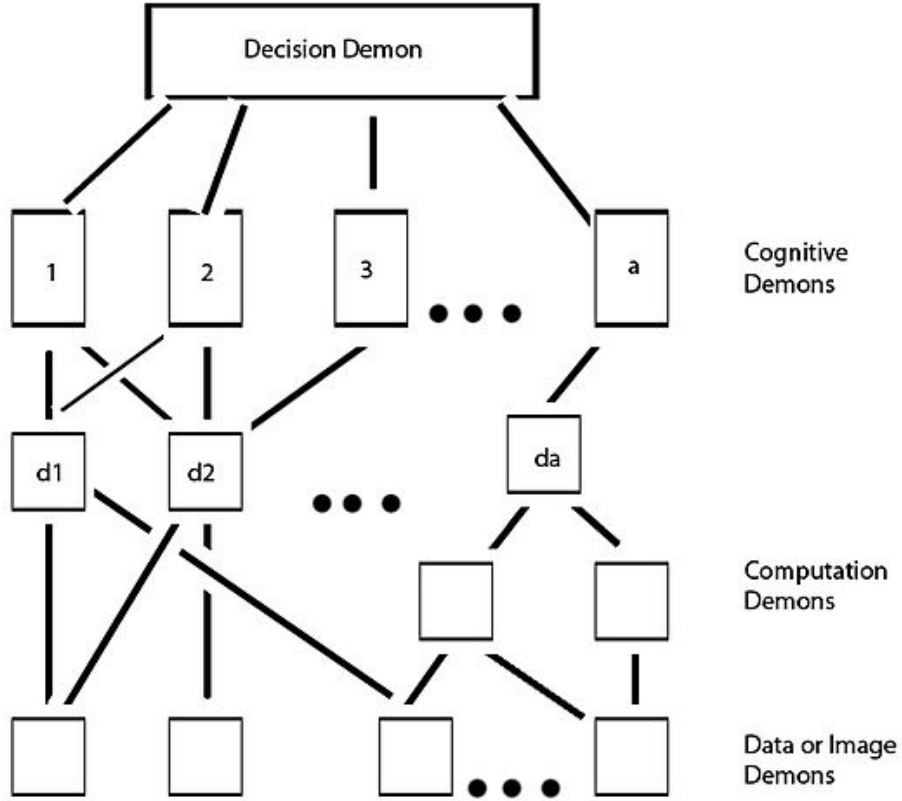 Decision Demon
1
2
3
a
Cognitive
Demons
d1
d2
da
Computation
Demons
Data or Image
Demons